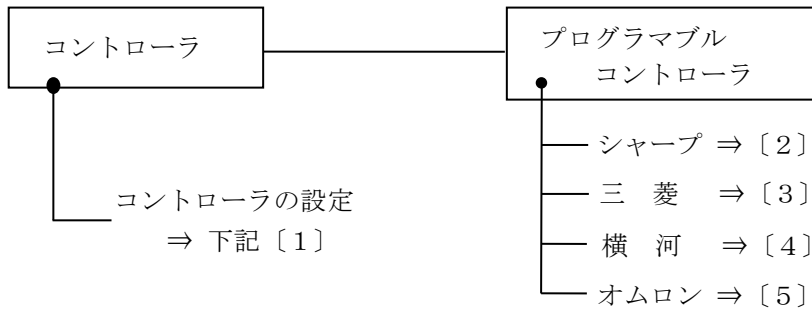 コントローラ
プログラマブル
コントローラ
コントローラの設定
⇒ 下記〔1〕
シャープ ⇒〔2〕
三 菱 ⇒〔3〕
横 河 ⇒〔4〕
オムロン ⇒〔5〕